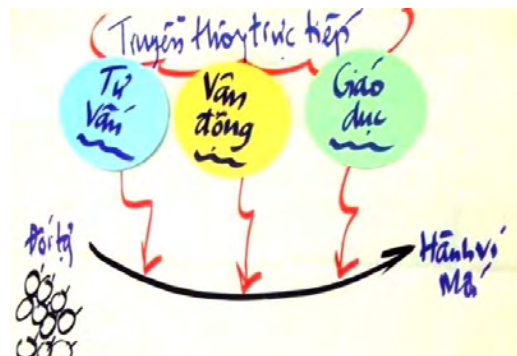 Truyền thông trực tiếp
Tư
vấn
Vận
động
Giáo
dục
Đối tg
Hành vi
Mới